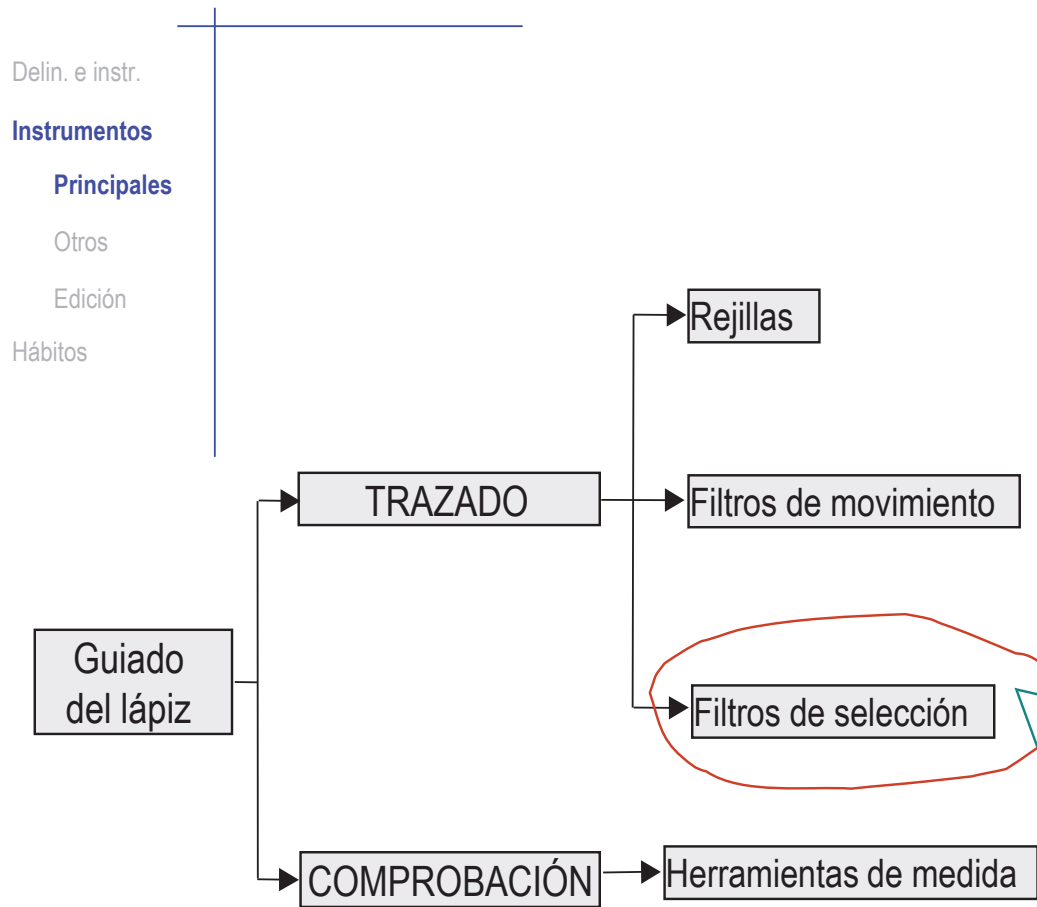 Delin. e instr.
Instrumentos
Principales
Otros
Edición
Hábitos
Rejillas
TRAZADO
Filtros de movimiento
Guiado
del lápiz
Filtros de selección
COMPROBACIÓN
Herramientas de medida